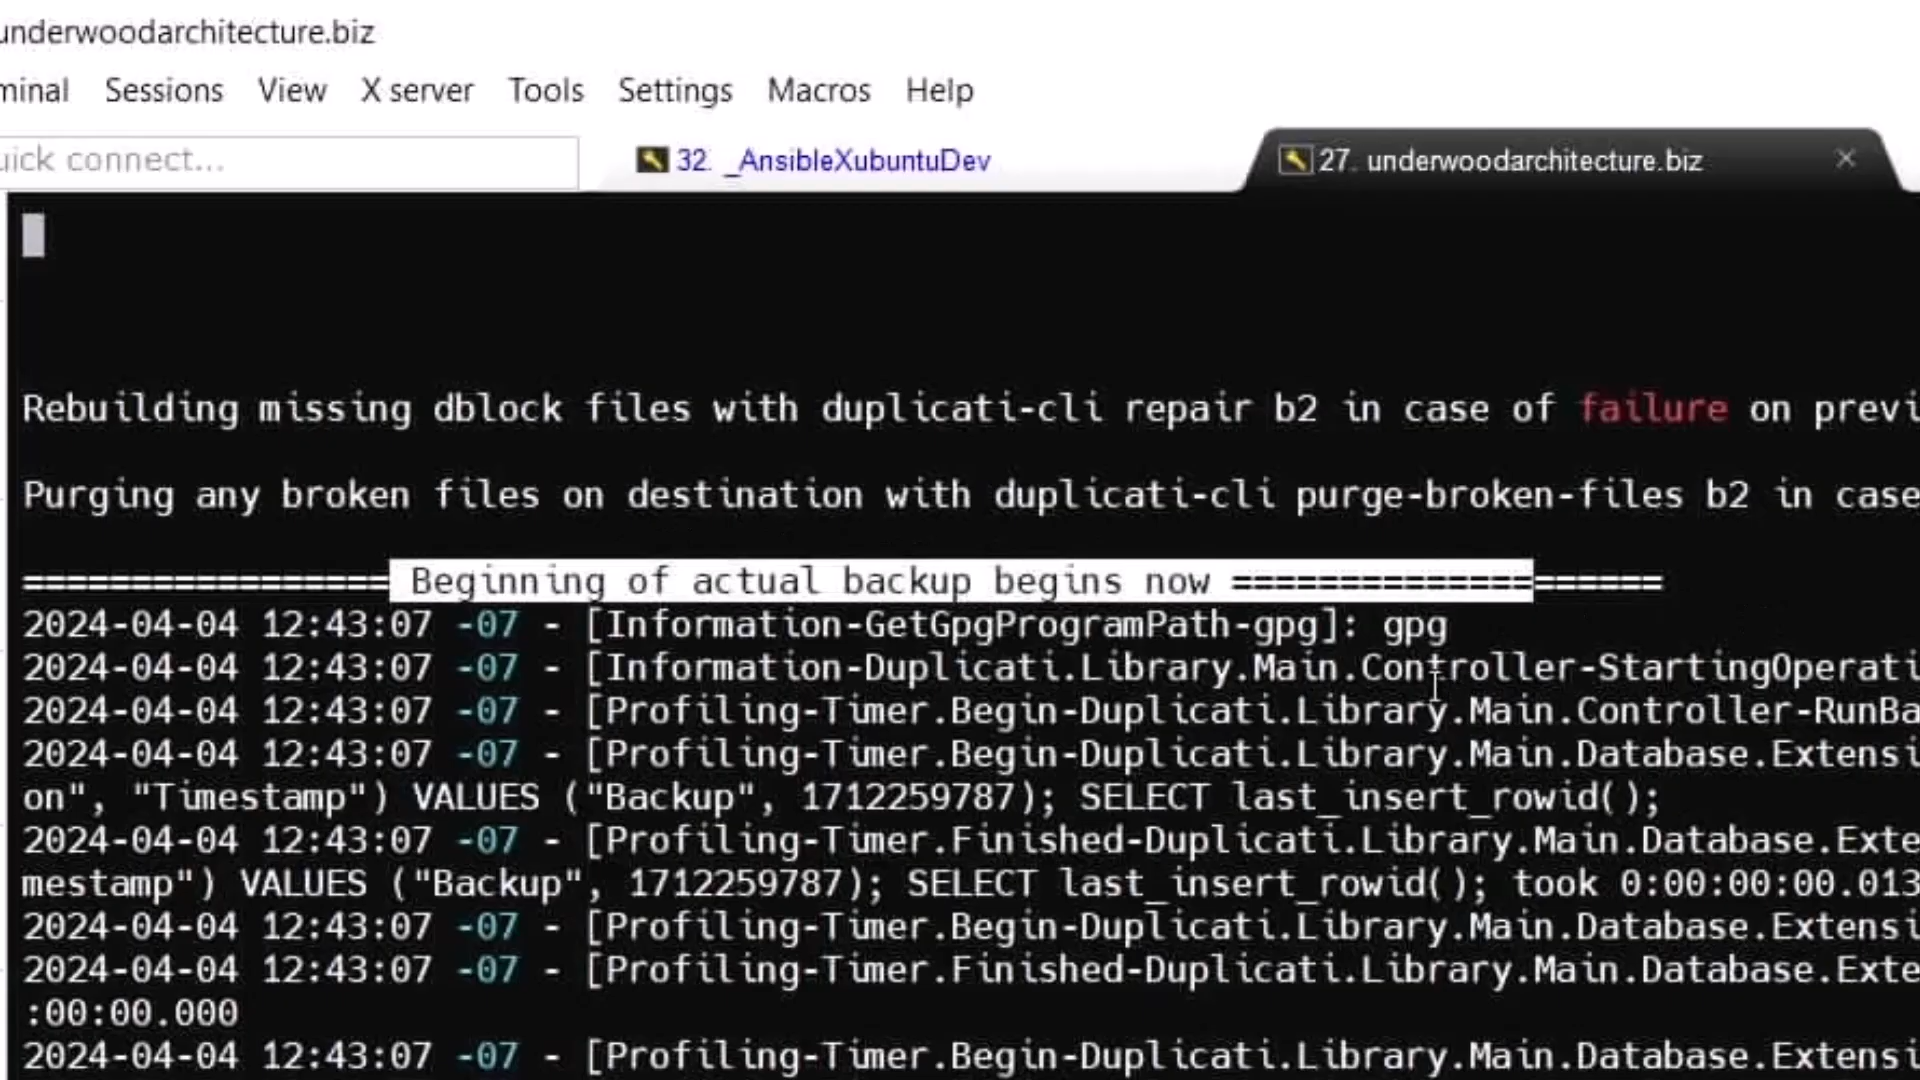 underwoodarchitecture.biz
minal Sessions View X server Tools Settings Macros Help
uick connect...
32. _AnsibleXubuntuDev
27. underwoodarchitecture.biz
Rebuilding missing dblock files with duplicati-cli repair b2 in case of failure on previ
Purging any broken files on destination with duplicati-cli purge-broken-files b2 in case
================= Beginning of actual backup begins now ====================
2024-04-04 12:43:07 -07 - [Information-GetGpgProgramPath-gpg]: gpg
2024-04-04 12:43:07 -07 - [Information-Duplicati.Library.Main.Controller-StartingOperati
2024-04-04 12:43:07 -07 - [Profiling-Timer.Begin-Duplicati.Library.Main.Controller-RunBa
2024-04-04 12:43:07 -07 - [Profiling-Timer.Begin-Duplicati.Library.Main.Database.Extensi
on", "Timestamp") VALUES ("Backup", 1712259787); SELECT last_insert_rowid();
2024-04-04 12:43:07 -07 - [Profiling-Timer.Finished-Duplicati.Library.Main.Database.Exte
mestamp") VALUES ("Backup", 1712259787); SELECT last_insert_rowid(); took 0:00:00:00.013
2024-04-04 12:43:07 -07 - [Profiling-Timer.Begin-Duplicati.Library.Main.Database.Extensi
2024-04-04 12:43:07 -07 - [Profiling-Timer.Finished-Duplicati.Library.Main.Database.Exte
:00:00.000
2024-04-04 12:43:07 -07 - [Profiling-Timer.Begin-Duplicati.Library.Main.Database.Extensi